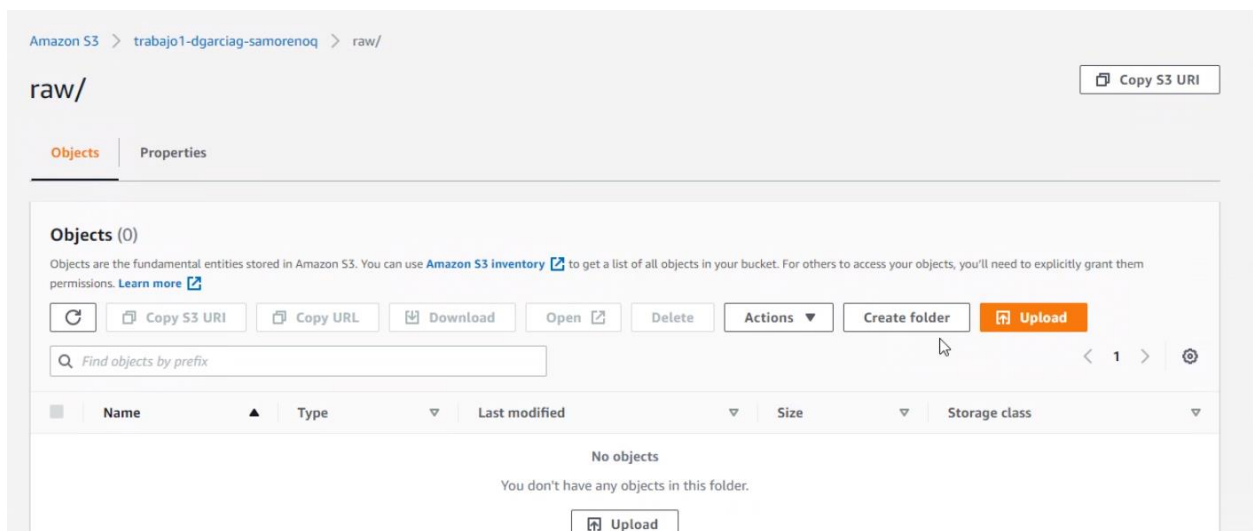 Amazon S3 > trabajo1-dgarciag-samorenoq > raw/
raw/
Copy S3 URI
Objects Properties
Objects (0)
Objects are the fundamental entities stored in Amazon S3. You can use Amazon S3 inventory to get a list of all objects in your bucket. For others to access your objects, you'll need to explicitly grant them
permissions. Learn more
Copy S3 URI Copy URL Download Open Delete Actions Create folder Upload
Find objects by prefix
< 1 >
Name Type Last modified Size Storage class
No objects
You don't have any objects in this folder.
Upload